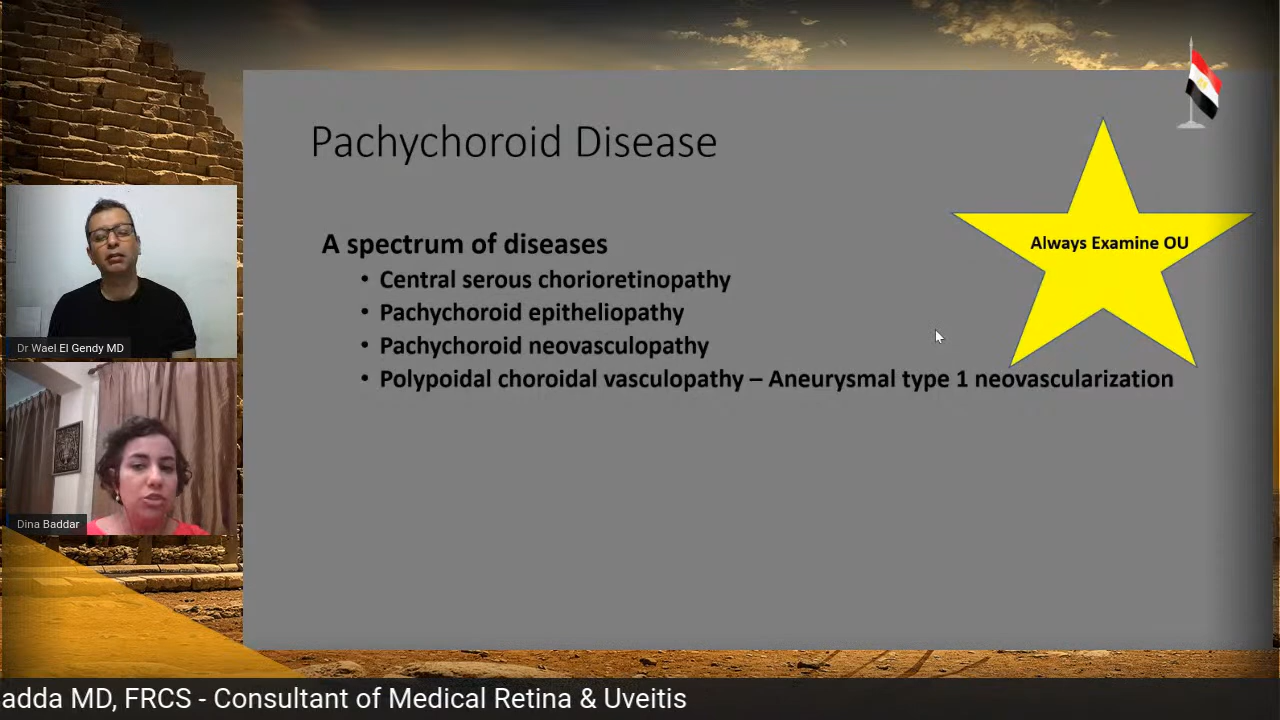 Pachychoroid Disease
A spectrum of diseases
• Central serous chorioretinopathy
• Pachychoroid epitheliopathy
• Pachychoroid neovasculopathy
• Polypoidal choroidal vasculopathy – Aneurysmal type 1 neovascularization
Always Examine OU
Dr Wael El Gendy MD
Dina Baddar
adda MD, FRCS - Consultant of Medical Retina & Uveitis